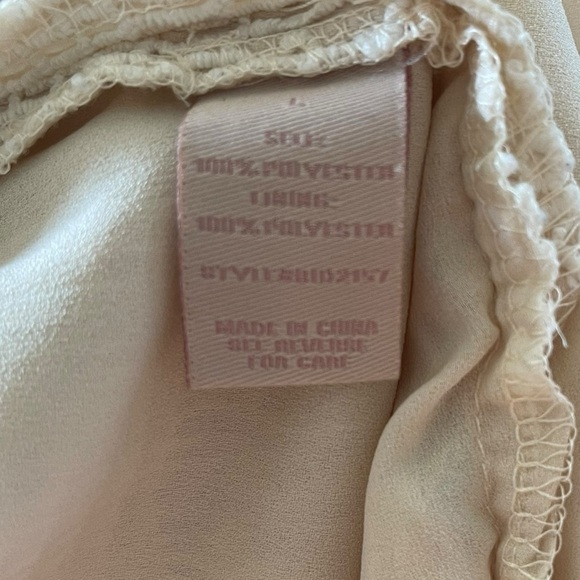 L
SELF:
100% POLYESTER
LINING:
100% POLYESTER
MADE IN CHINA
SEE REVERSE
FOR CARE